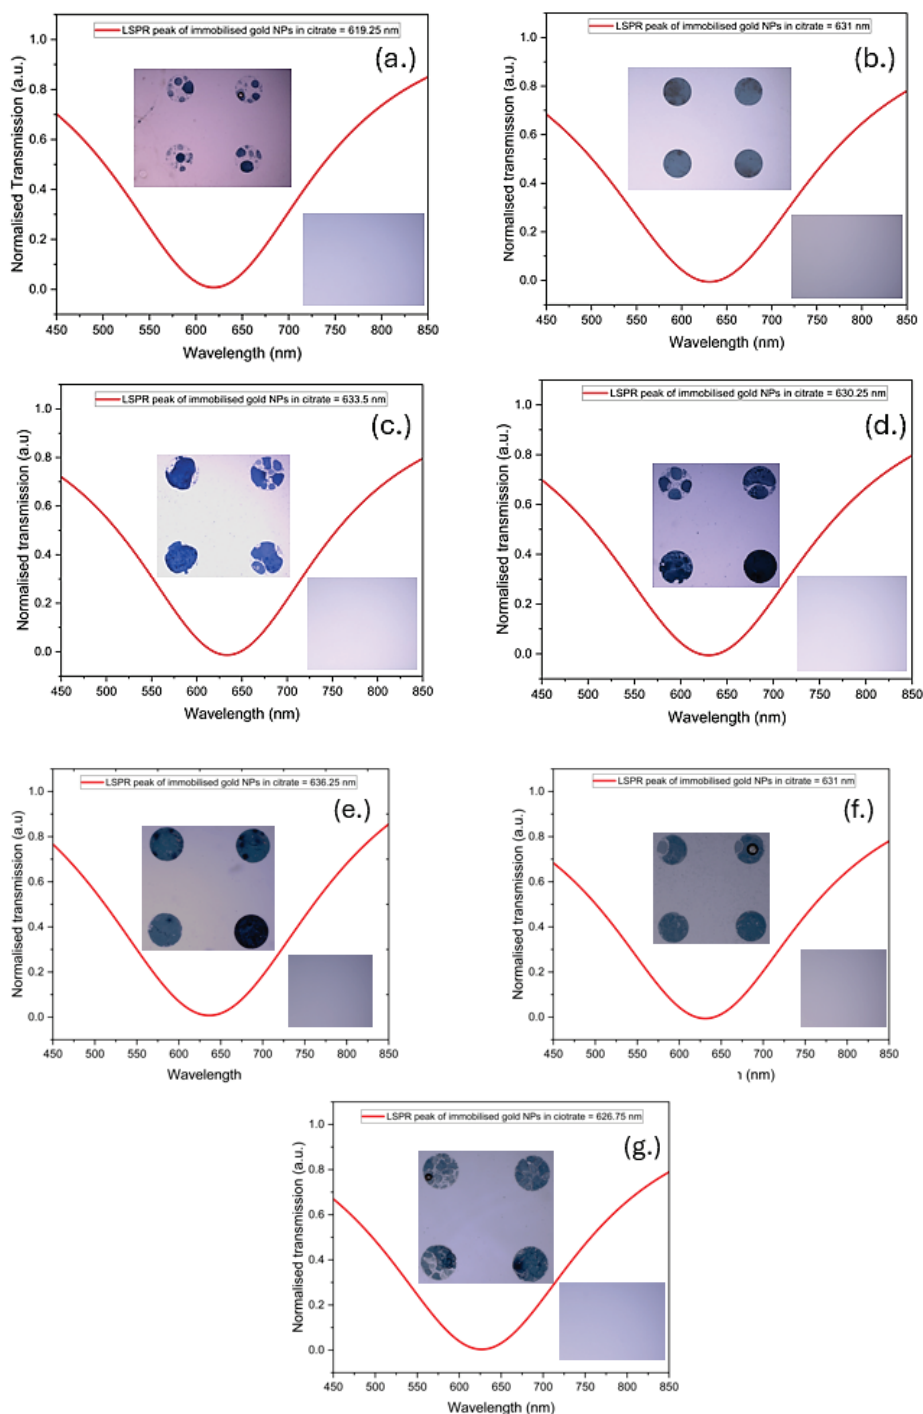 LSPR peak of immobilised gold NPs in citrate = 619.25 nm
(a.)
Normalised Transmission (a.u.)
1.0
0.8
0.6
0.4
0.2
0.0
450 500 550 600 650 700 750 800 850
Wavelength (nm)
LSPR peak of immobilised gold NPs in citrate = 631 nm
(b.)
Normalised transmission (a.u.)
1.0
0.8
0.6
0.4
0.2
0.0
450 500 550 600 650 700 750 800 850
Wavelength (nm)
LSPR peak of immobilised gold NPs in citrate = 633.5 nm
(c.)
Normalised transmission (a.u)
1.0
0.8
0.6
0.4
0.2
0.0
450 500 550 600 650 700 750 800 850
Wavelength (nm)
LSPR peak of immobilised gold NPs in citrate = 630.25 nm
(d.)
Normalised transmission (a.u.)
1.0
0.8
0.6
0.4
0.2
0.0
450 500 550 600 650 700 750 800 850
Wavelength (nm)
LSPR peak of immobilised gold NPs in citrate = 636.25 nm
(e.)
Normalised transmission (a.u)
1.0
0.8
0.6
0.4
0.2
0.0
450 500 550 600 650 700 750 800 850
Wavelength
LSPR peak of immobilised gold NPs in citrate = 631 nm
(f.)
Normalised transmission (a.u.)
1.0
0.8
0.6
0.4
0.2
0.0
450 500 550 600 650 700 750 800 850
(nm)
LSPR peak of immobilised gold NPs in ciotrate = 626.75 nm
(g.)
Normalised transmission (a.u.)
1.0
0.8
0.6
0.4
0.2
0.0
450 500 550 600 650 700 750 800 850
Wavelength (nm)